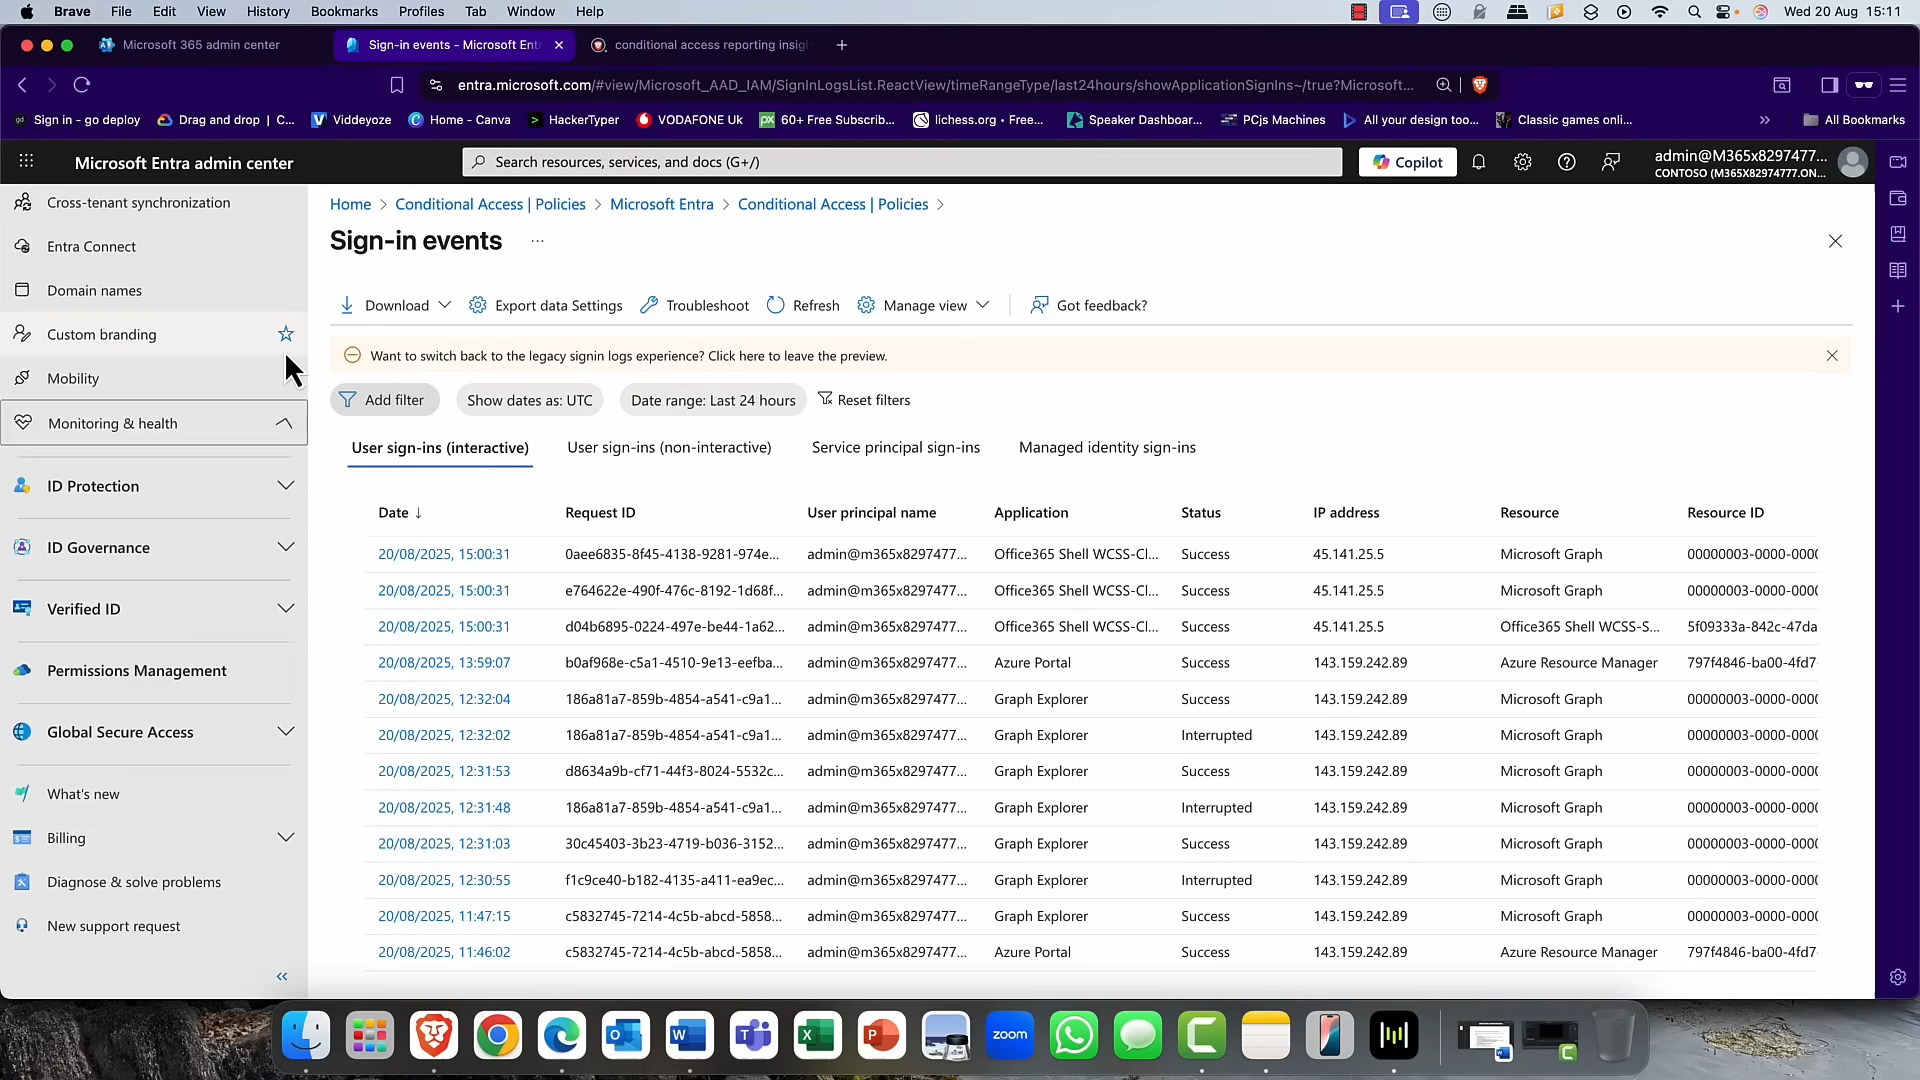 Brave File Edit View History Bookmarks Profiles Tab Window Help Wed 20 Aug 15:11
Microsoft 365 admin center Sign-in events - Microsoft Ent conditional access reporting insig
entra.microsoft.com/#view/Microsoft_AAD_IAM/SignInLogsList.ReactView/timeRangeType/last24hours/showApplicationSignIns~/true?Microsoft...
Sign in - go deploy Drag and drop | C... Viddeyoze Home - Canva HackerTyper VODAFONE Uk 60+ Free Subscrib... lichess.org • Free... Speaker Dashboar... PCjs Machines All your design too... Classic games onli... » All Bookmarks
Microsoft Entra admin center Search resources, services, and docs (G+/) Copilot admin@M365x8297477...
CONTOSO (M365X82974777.ON...
Cross-tenant synchronization
Entra Connect
Domain names
Custom branding
Mobility
Monitoring & health
ID Protection
ID Governance
Verified ID
Permissions Management
Global Secure Access
What's new
Billing
Diagnose & solve problems
New support request
«
Home > Conditional Access | Policies > Microsoft Entra > Conditional Access | Policies >
Sign-in events ...
Download Export data Settings Troubleshoot Refresh Manage view Got feedback?
Want to switch back to the legacy signin logs experience? Click here to leave the preview.
Add filter Show dates as: UTC Date range: Last 24 hours Reset filters
User sign-ins (interactive) User sign-ins (non-interactive) Service principal sign-ins Managed identity sign-ins
Date ↓ Request ID User principal name Application Status IP address Resource Resource ID
20/08/2025, 15:00:31 0aee6835-8f45-4138-9281-974e... admin@m365x8297477... Office365 Shell WCSS-Cl... Success 45.141.25.5 Microsoft Graph 00000003-0000-0000
20/08/2025, 15:00:31 e764622e-490f-476c-8192-1d68f... admin@m365x8297477... Office365 Shell WCSS-Cl... Success 45.141.25.5 Microsoft Graph 00000003-0000-0000
20/08/2025, 15:00:31 d04b6895-0224-497e-be44-1a62... admin@m365x8297477... Office365 Shell WCSS-Cl... Success 45.141.25.5 Office365 Shell WCSS-S... 5f09333a-842c-47da
20/08/2025, 13:59:07 b0af968e-c5a1-4510-9e13-eefba... admin@m365x8297477... Azure Portal Success 143.159.242.89 Azure Resource Manager 797f4846-ba00-4fd7-
20/08/2025, 12:32:04 186a81a7-859b-4854-a541-c9a1... admin@m365x8297477... Graph Explorer Success 143.159.242.89 Microsoft Graph 00000003-0000-0000
20/08/2025, 12:32:02 186a81a7-859b-4854-a541-c9a1... admin@m365x8297477... Graph Explorer Interrupted 143.159.242.89 Microsoft Graph 00000003-0000-0000
20/08/2025, 12:31:53 d8634a9b-cf71-44f3-8024-5532c... admin@m365x8297477... Graph Explorer Success 143.159.242.89 Microsoft Graph 00000003-0000-0000
20/08/2025, 12:31:48 186a81a7-859b-4854-a541-c9a1... admin@m365x8297477... Graph Explorer Interrupted 143.159.242.89 Microsoft Graph 00000003-0000-0000
20/08/2025, 12:31:03 30c45403-3b23-4719-b036-3152... admin@m365x8297477... Graph Explorer Success 143.159.242.89 Microsoft Graph 00000003-0000-0000
20/08/2025, 12:30:55 f1c9ce40-b182-4135-a411-ea9ec... admin@m365x8297477... Graph Explorer Interrupted 143.159.242.89 Microsoft Graph 00000003-0000-0000
20/08/2025, 11:47:15 c5832745-7214-4c5b-abcd-5858... admin@m365x8297477... Graph Explorer Success 143.159.242.89 Microsoft Graph 00000003-0000-0000
20/08/2025, 11:46:02 c5832745-7214-4c5b-abcd-5858... admin@m365x8297477... Azure Portal Success 143.159.242.89 Azure Resource Manager 797f4846-ba00-4fd7-
zoom